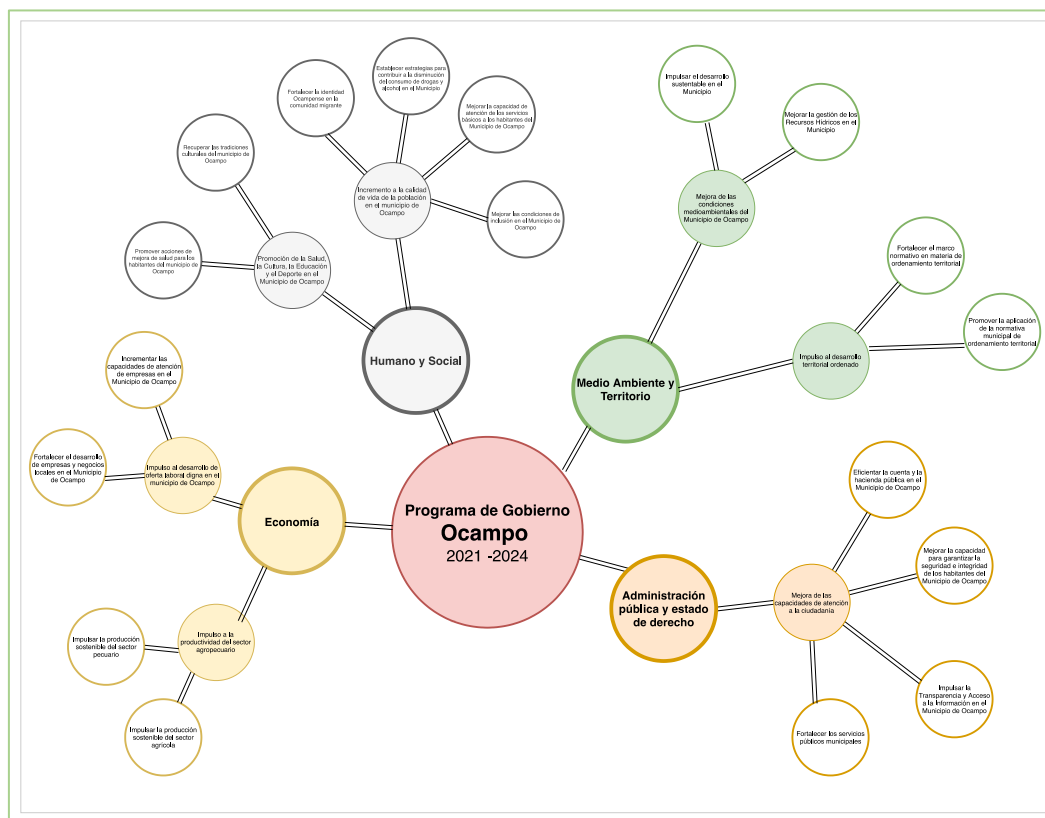 Programa de Gobierno
Ocampo
2021 -2024
Humano y Social
Incremento a la calidad
de vida de la población
en el municipio de
Ocampo
Fortalecer la identidad
Ocampense en la
comunidad migrante
Establecer estrategias para
contribuir a la disminución
del consumo de drogas y
alcohol en el Municipio
Mejorar la capacidad de
atención de los servicios
básicos a los habitantes del
Municipio de Ocampo
Mejorar las condiciones de
inclusión en el Municipio de
Ocampo
Promoción de la Salud,
la Cultura, la Educación
y el Deporte en el
Municipio de Ocampo
Recuperar las tradiciones
culturales del municipio de
Ocampo
Promover acciones de
mejora de salud para los
habitantes del municipio de
Ocampo
Medio Ambiente y
Territorio
Mejora de las
condiciones
medioambientales del
Municipio de Ocampo
Impulsar el desarrollo
sustentable en el
Municipio
Mejorar la gestión de los
Recursos Hídricos en el
Municipio
Impulso al desarrollo
territorial ordenado
Fortalecer el marco
normativo en materia de
ordenamiento territorial
Promover la aplicación
de la normativa
municipal de
ordenamiento territorial
Economía
Impulso al desarrollo de
oferta laboral digna en el
municipio de Ocampo
Incrementar las
capacidades de atención
de empresas en el
Municipio de Ocampo
Fortalecer el desarrollo
de empresas y negocios
locales en el Municipio
de Ocampo
Impulso a la
productividad del sector
agropecuario
Impulsar la producción
sostenible del sector
pecuario
Impulsar la producción
sostenible del sector
agrícola
Administración
pública y estado
de derecho
Mejora de las
capacidades de atención
a la ciudadanía
Eficientar la cuenta y la
hacienda pública en el
Municipio de Ocampo
Mejorar la capacidad
para garantizar la
seguridad e integridad
de los habitantes del
Municipio de Ocampo
Impulsar la
Transparencia y Acceso
a la Información en el
Municipio de Ocampo
Fortalecer los servicios
públicos municipales